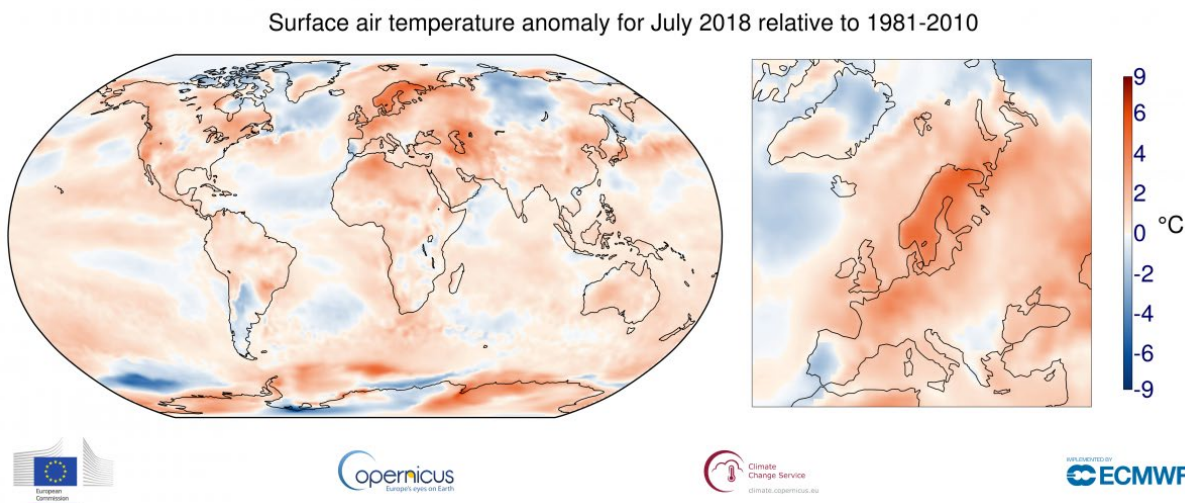 Surface air temperature anomaly for July 2018 relative to 1981-2010
9
6
4
2
0
-2
-4
-6
-9
°C
European
Commission
opernicus
Europe's eyes on Earth
Climate
Change Service
climate.copernicus.eu
IMPLEMENTED BY
ECMWF